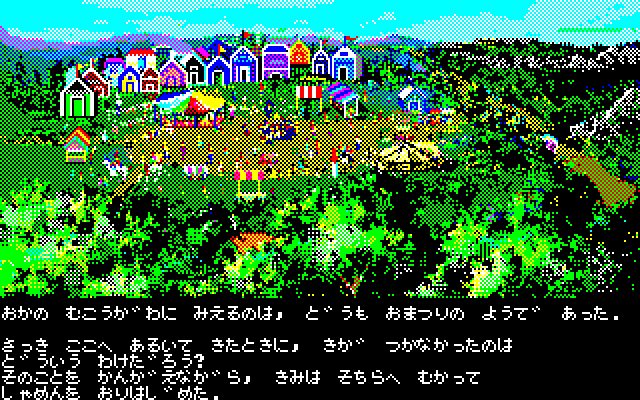 おかの むこうがわに みえるのは, どうも おまつりの ようで あった.
さっき ここへ あるいて きたときに, きが つかなかったのは
どういう わけだろう?
そのことを かんがえながら, きみは そちらへ むかって
しゃめんを おりはじめた.